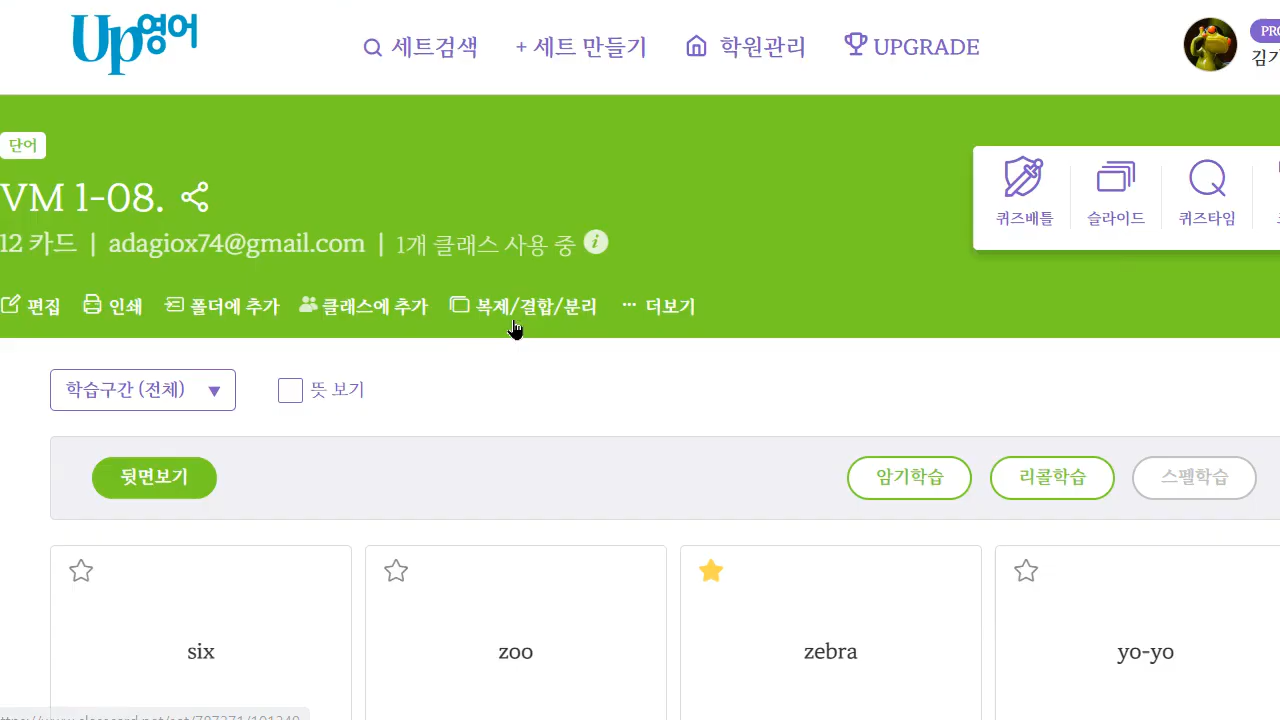 Up영어
세트검색 + 세트 만들기 학원관리 UPGRADE
단어
VM 1-08.
12 카드 | adagiox74@gmail.com | 1개 클래스 사용 중 i
편집 인쇄 폴더에 추가 클래스에 추가 복제/결합/분리 ··· 더보기
퀴즈배틀 슬라이드 퀴즈타임
학습구간 (전체) ▼ 뜻 보기
뒷면보기 암기학습 리콜학습 스펠학습
six zoo zebra yo-yo